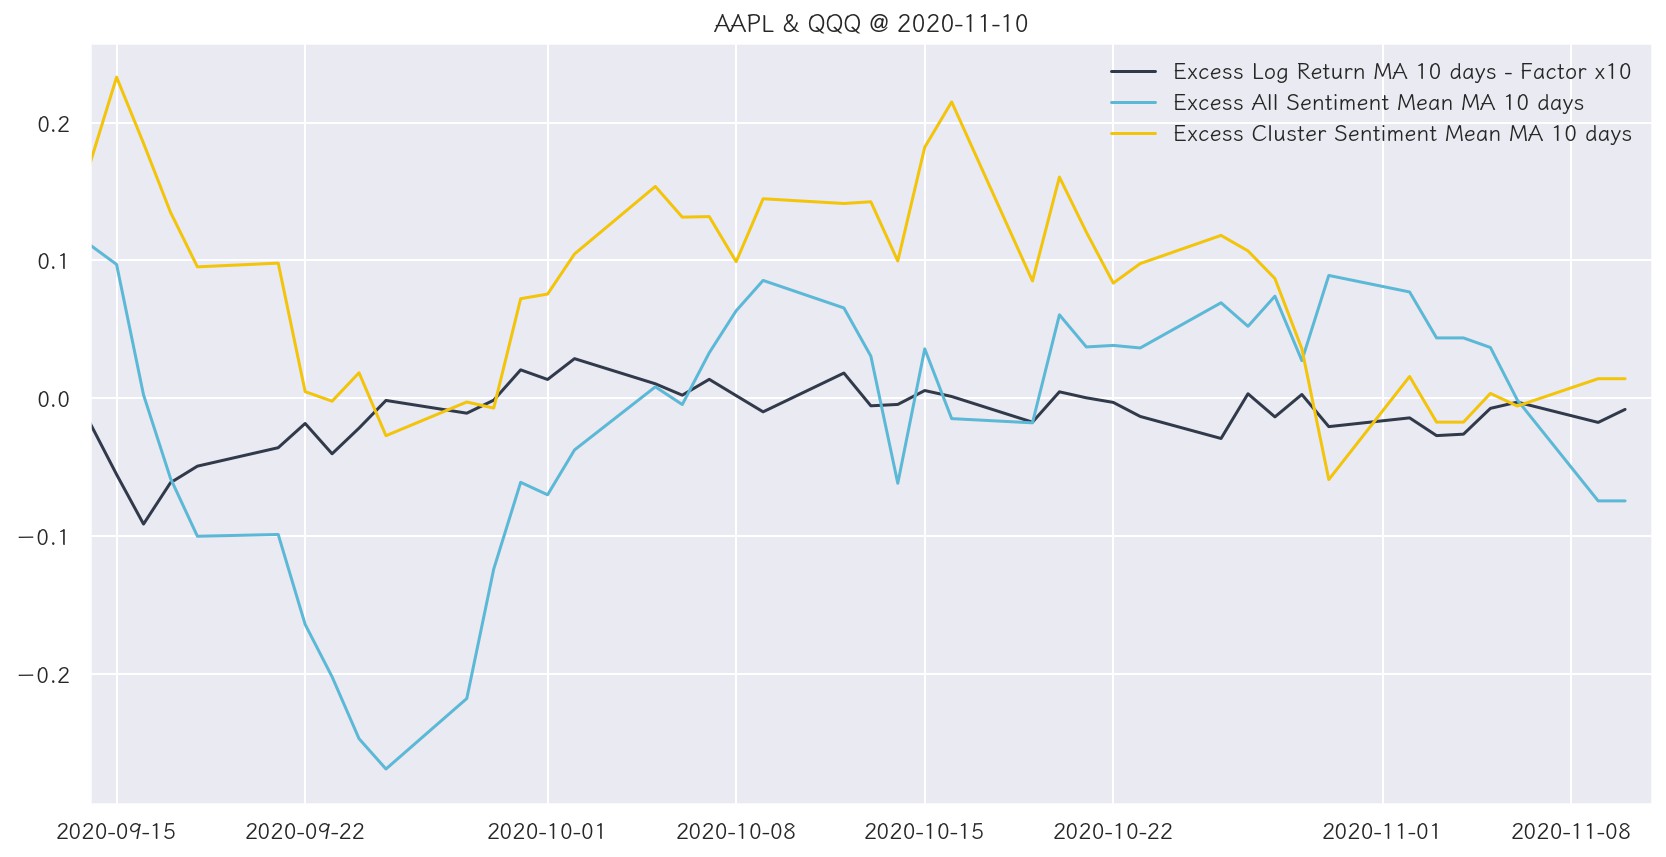 AAPL & QQQ @ 2020-11-10
Excess Log Return MA 10 days - Factor x10
Excess All Sentiment Mean MA 10 days
Excess Cluster Sentiment Mean MA 10 days
0.2
0.1
0.0
−0.1
−0.2
2020-09-15 2020-09-22 2020-10-01 2020-10-08 2020-10-15 2020-10-22 2020-11-01 2020-11-08